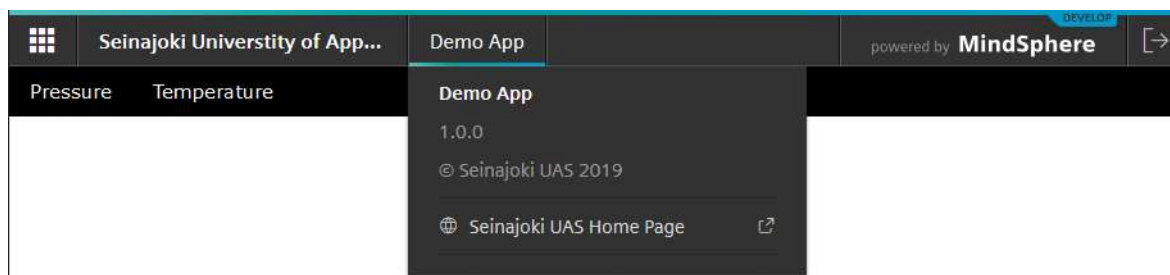 DEVELOP
Seinajoki Universtity of App... Demo App powered by MindSphere
Pressure Temperature Demo App
1.0.0
© Seinajoki UAS 2019
Seinajoki UAS Home Page